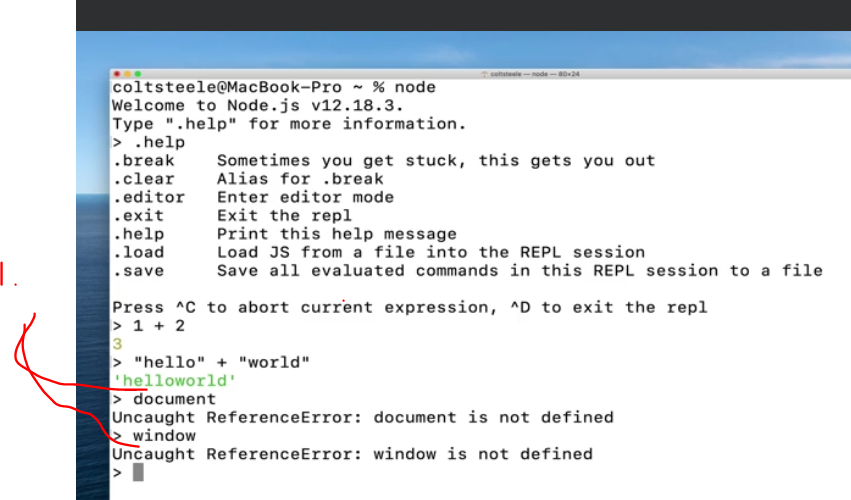 coltsteele — node — 80×24
coltsteele@MacBook-Pro ~ % node
Welcome to Node.js v12.18.3.
Type ".help" for more information.
> .help
.break    Sometimes you get stuck, this gets you out
.clear    Alias for .break
.editor   Enter editor mode
.exit     Exit the repl
.help     Print this help message
.load     Load JS from a file into the REPL session
.save     Save all evaluated commands in this REPL session to a file
Press ^C to abort current expression, ^D to exit the repl
> 1 + 2
3
> "hello" + "world"
'helloworld'
> document
Uncaught ReferenceError: document is not defined
> window
Uncaught ReferenceError: window is not defined
>
1.